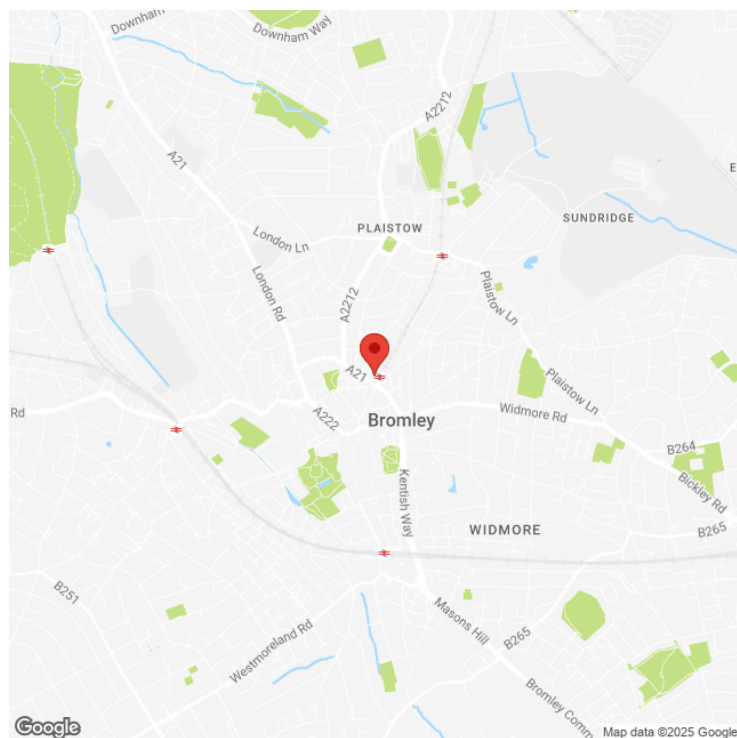 Downham
Downham Way
A2212
A21
E
SUNDRIDGE
PLAISTOW
London Ln
London Rd
A2212
Plaistow Ln
A21
Plaistow Ln
Rd
A222
Bromley
Widmore Rd
B264
Bickley Rd
Kentish Way
WIDMORE
B265
B251
Westmoreland Rd
Masons Hill
B265
Bromley Comm
Google
Map data ©2025 Google